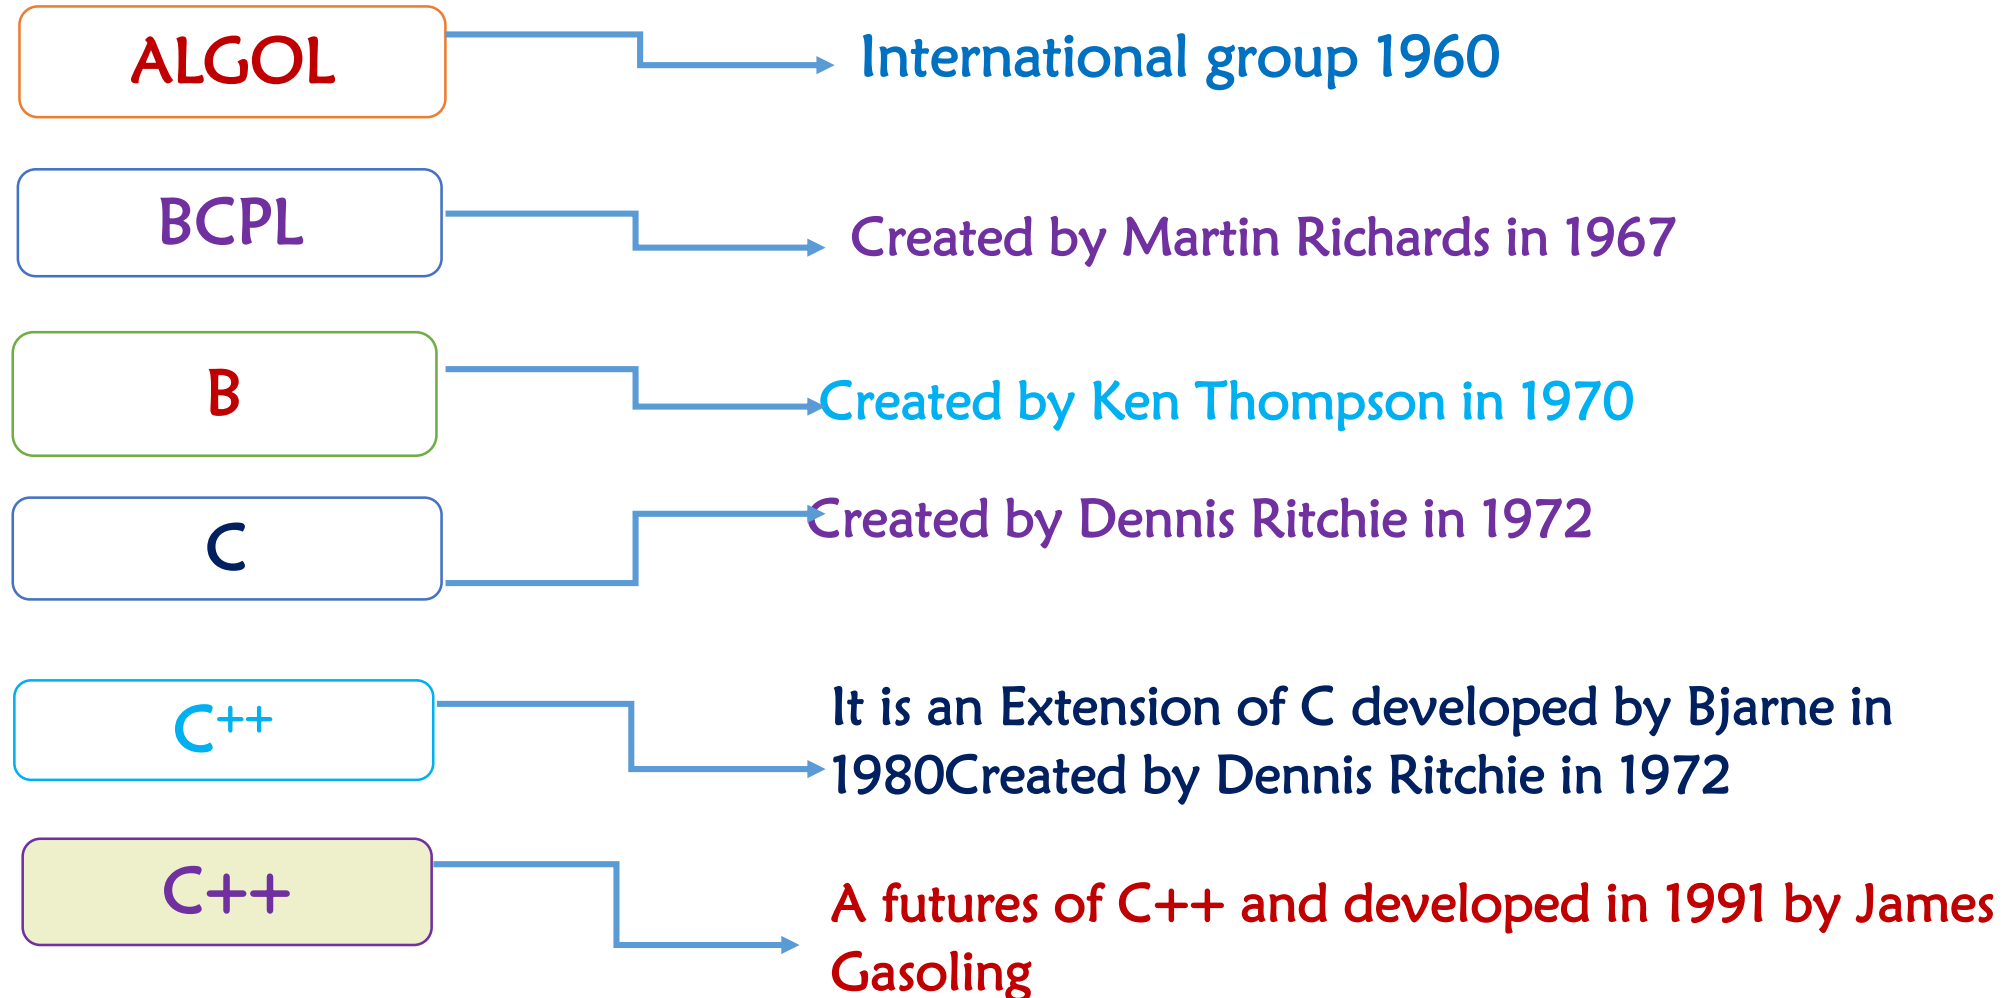 ALGOL
International group 1960
BCPL
Created by Martin Richards in 1967
B
Created by Ken Thompson in 1970
C
Created by Dennis Ritchie in 1972
C++
It is an Extension of C developed by Bjarne in
1980Created by Dennis Ritchie in 1972
C++
A futures of C++ and developed in 1991 by James
Gasoling